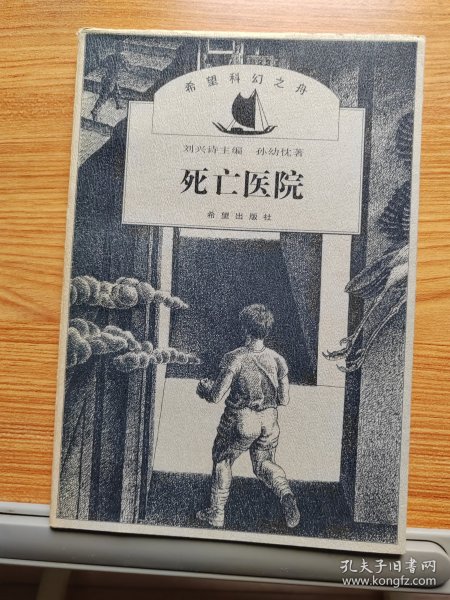 希望科幻之舟
刘兴诗主编 孙幼忱著
死亡医院
希望出版社
孔夫子旧书网
www.kongfz.com